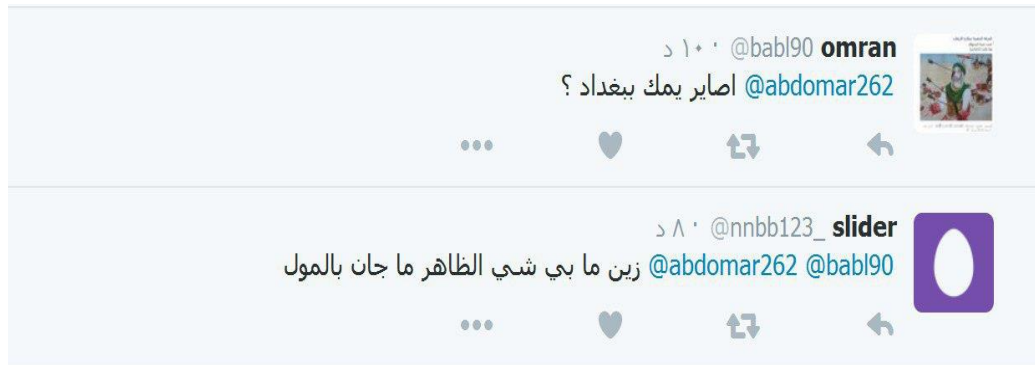 omran @babl90 · ١٠ د
@abdomar262 اصاير يمك ببغداد ؟
slider _@nnbb123 · ٨ د
@babl90 @abdomar262 زين ما بي شي الظاهر ما جان بالمول